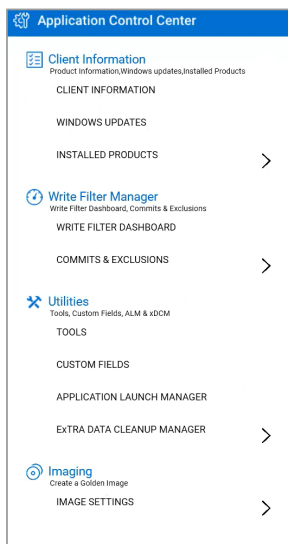 Application Control Center
Client Information
Product Information,Windows updates,Installed Products
CLIENT INFORMATION
WINDOWS UPDATES
INSTALLED PRODUCTS
Write Filter Manager
Write Filter Dashboard, Commits & Exclusions
WRITE FILTER DASHBOARD
COMMITS & EXCLUSIONS
Utilities
Tools, Custom Fields, ALM & xDCM
TOOLS
CUSTOM FIELDS
APPLICATION LAUNCH MANAGER
ExTRA DATA CLEANUP MANAGER
Imaging
Create a Golden Image
IMAGE SETTINGS